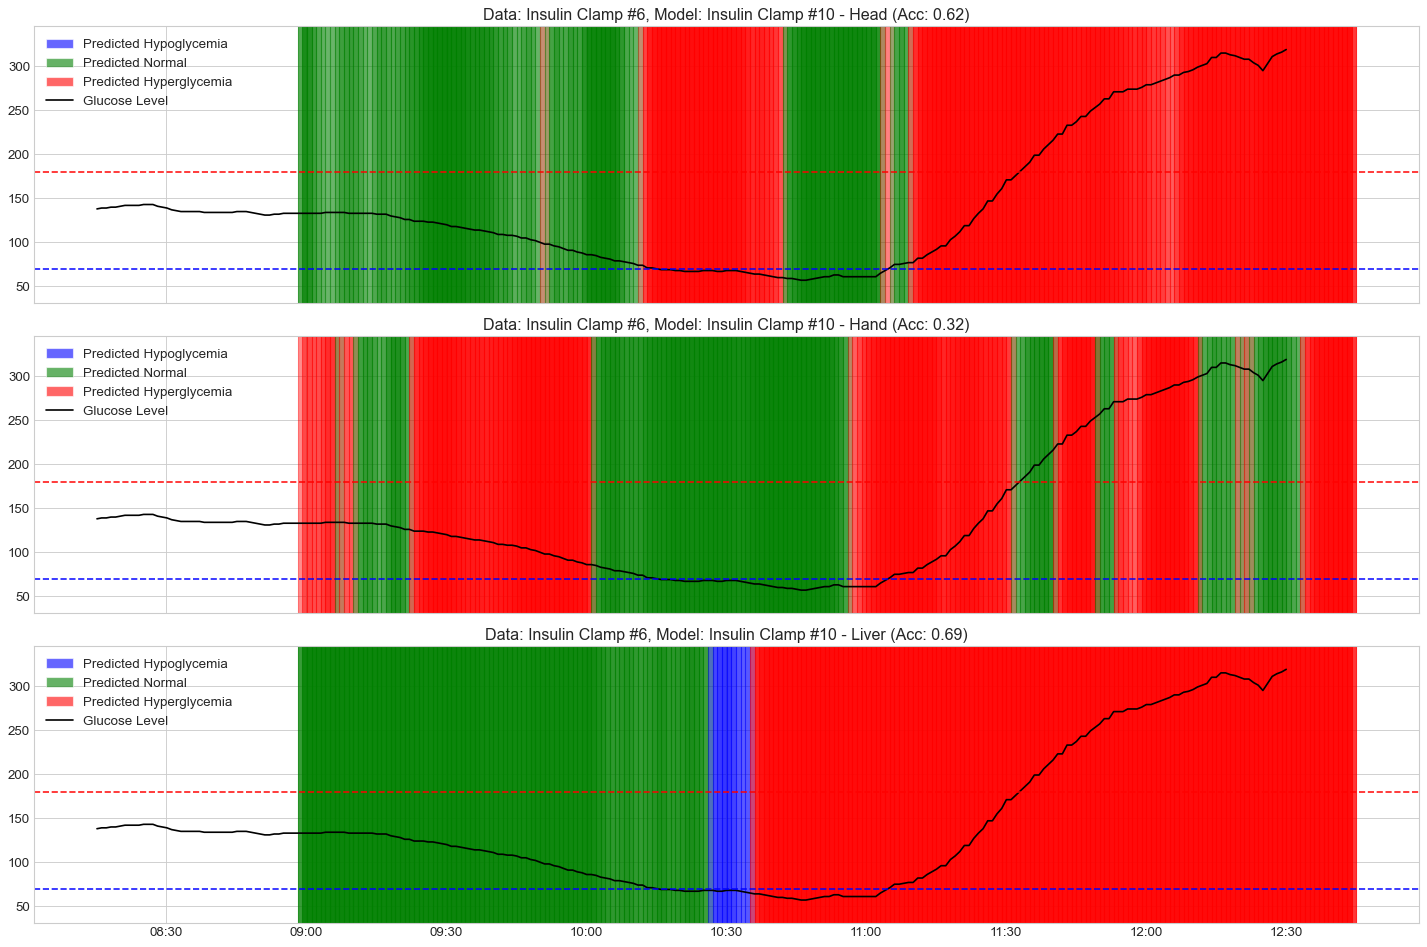 Data: Insulin Clamp #6, Model: Insulin Clamp #10 - Head (Acc: 0.62)
Predicted Hypoglycemia
Predicted Normal
Predicted Hyperglycemia
Glucose Level
300
250
200
150
100
50
Data: Insulin Clamp #6, Model: Insulin Clamp #10 - Hand (Acc: 0.32)
Predicted Hypoglycemia
Predicted Normal
Predicted Hyperglycemia
Glucose Level
300
250
200
150
100
50
Data: Insulin Clamp #6, Model: Insulin Clamp #10 - Liver (Acc: 0.69)
Predicted Hypoglycemia
Predicted Normal
Predicted Hyperglycemia
Glucose Level
300
250
200
150
100
50
08:30 09:00 09:30 10:00 10:30 11:00 11:30 12:00 12:30